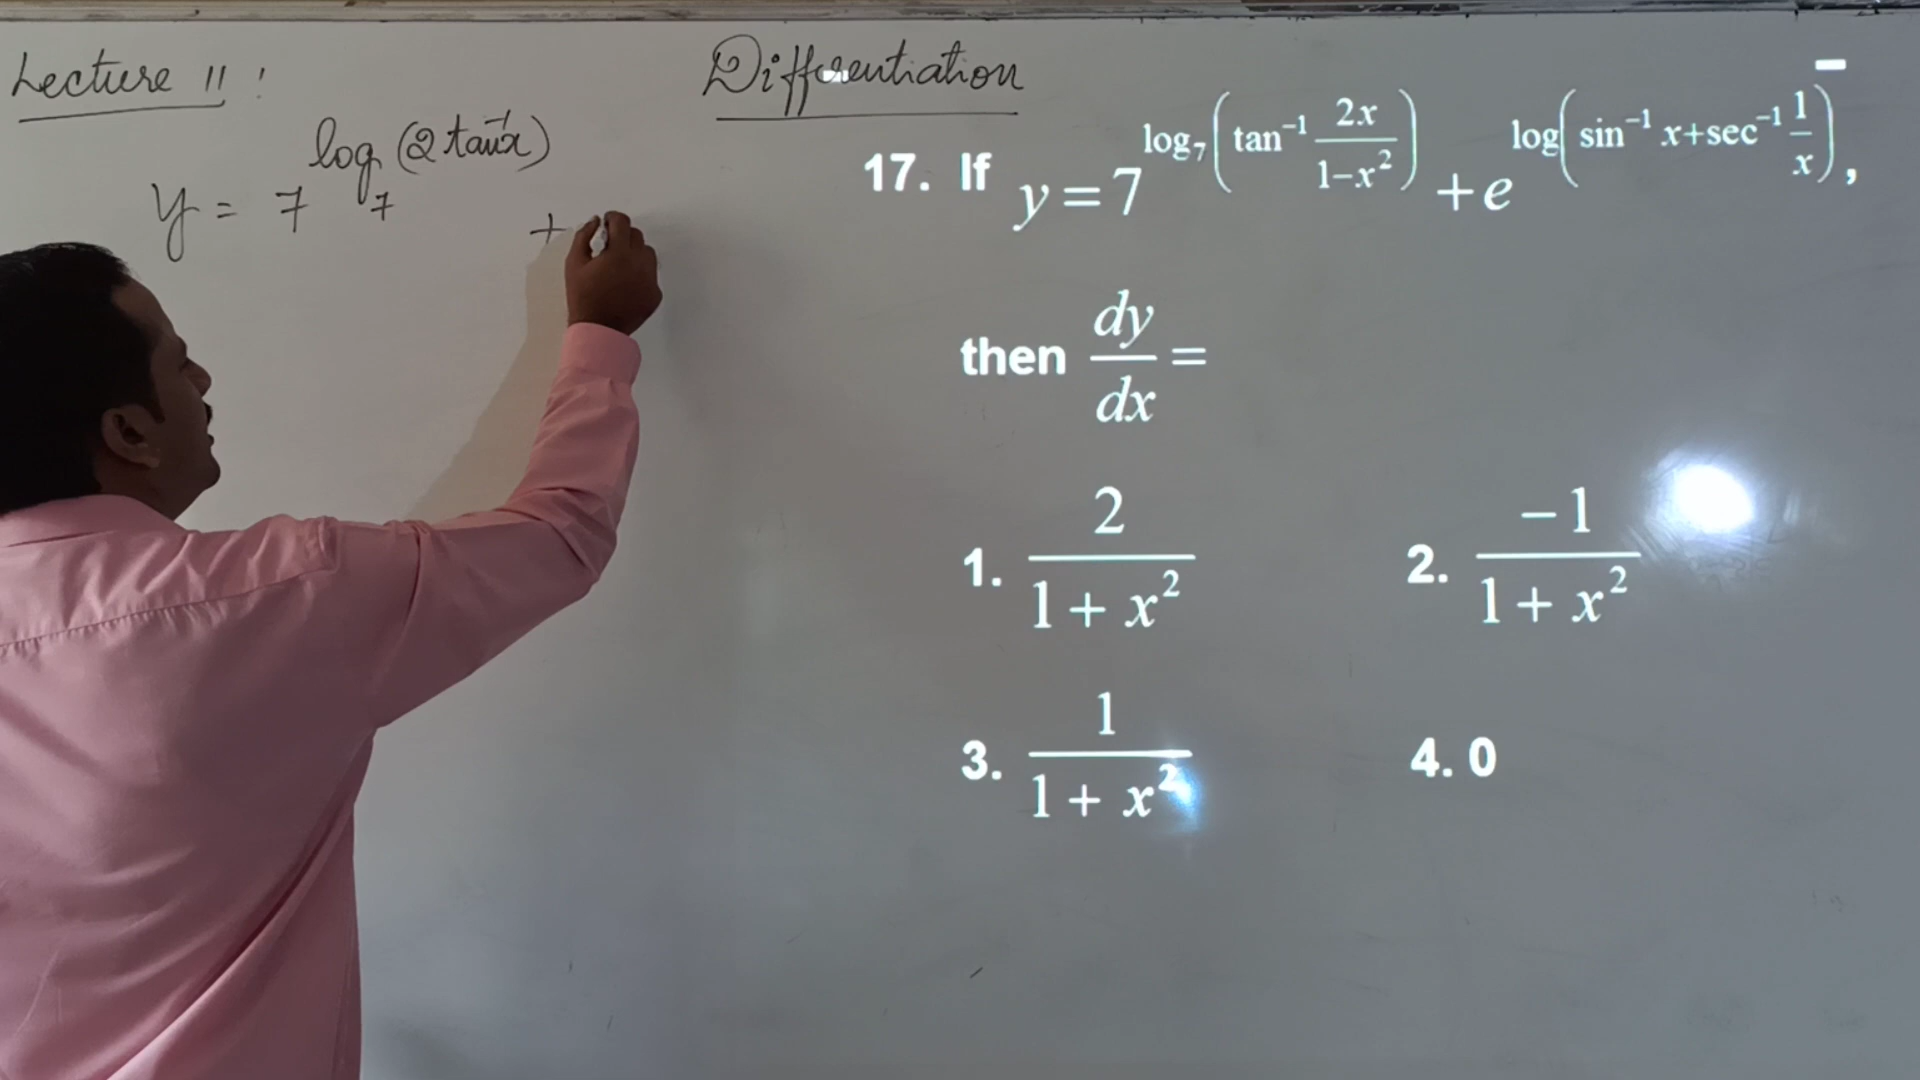 Lecture 11 :
Differentiation
y = 7^log_7 (2 tan⁻¹x) +
17. If y = 7^log₇(tan⁻¹ 2x/(1−x²)) + e^log(sin⁻¹ x+sec⁻¹ 1/x),
then dy/dx =
1. 2/(1 + x²) 2. −1/(1 + x²)
3. 1/(1 + x²) 4. 0